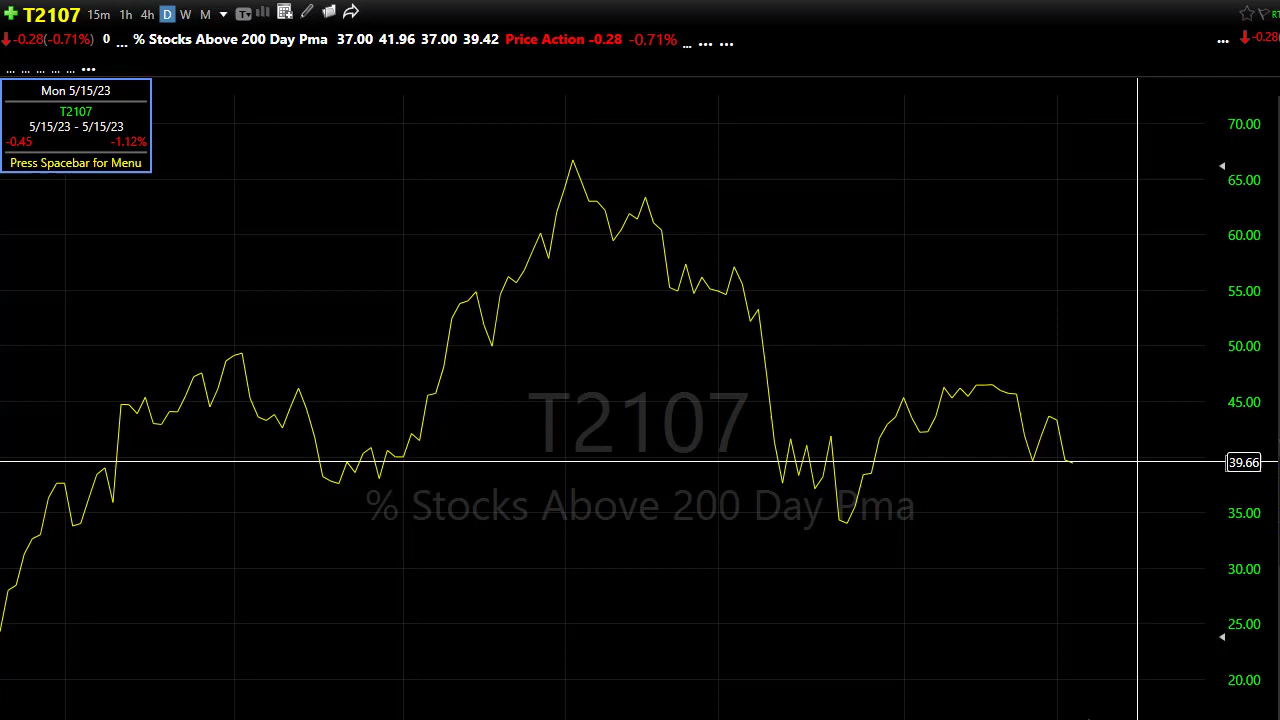 T2107 15m 1h 4h D W M T
-0.28(-0.71%) 0 ... % Stocks Above 200 Day Pma 37.00 41.96 37.00 39.42 Price Action -0.28 -0.71% ... ... ... ... -0.28
... ... ... ... ... ...
Mon 5/15/23
T2107
5/15/23 - 5/15/23
-0.45 -1.12%
Press Spacebar for Menu
70.00
65.00
60.00
55.00
50.00
45.00
39.66
35.00
30.00
25.00
20.00
T2107
% Stocks Above 200 Day Pma